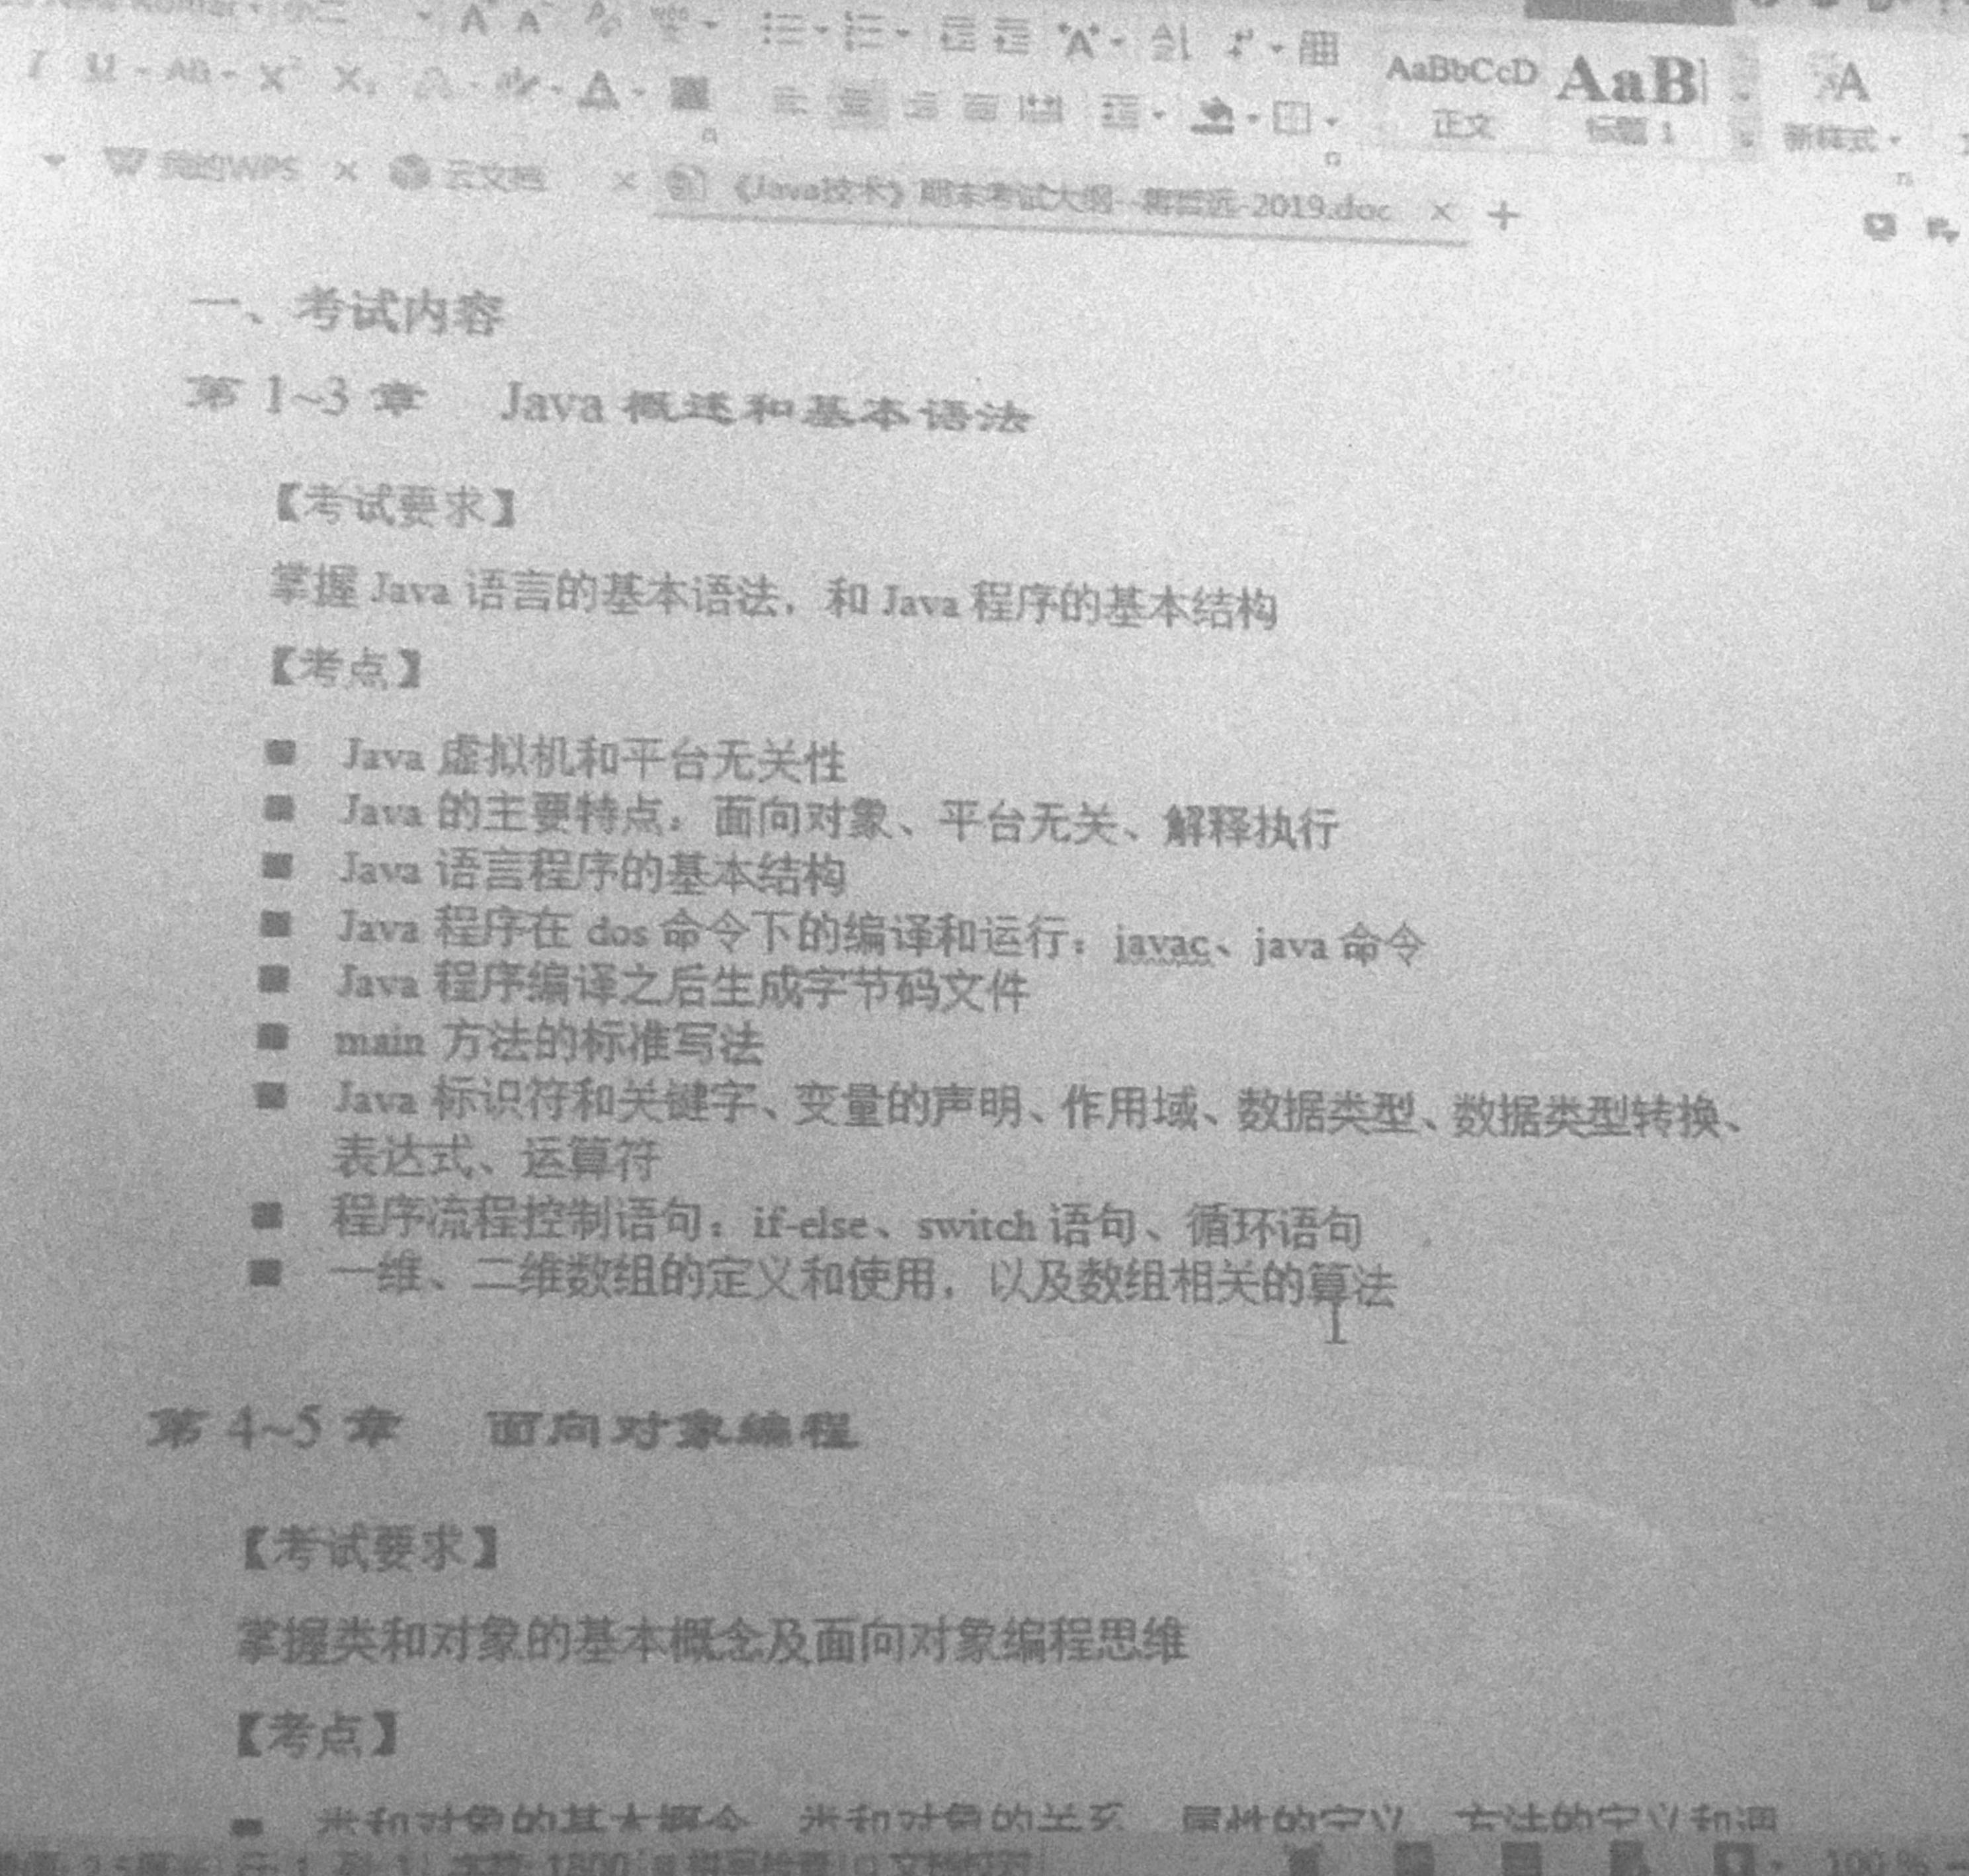 AaBbCcD
AaB
正文
标题 1
新样式
我的WPS
云文档
《Java技术》期末考试大纲
-2019.doc
一、考试内容
第 1~3 章 Java 概述和基本语法
【考试要求】
掌握 Java 语言的基本语法，和 Java 程序的基本结构
【考点】
■ Java 虚拟机和平台无关性
■ Java 的主要特点：面向对象、平台无关、解释执行
■ Java 语言程序的基本结构
■ Java 程序在 dos 命令下的编译和运行：javac、java 命令
■ Java 程序编译之后生成字节码文件
■ main 方法的标准写法
■ Java 标识符和关键字、变量的声明、作用域、数据类型、数据类型转换、
表达式、运算符
■ 程序流程控制语句：if-else、switch 语句、循环语句
■ 一维、二维数组的定义和使用，以及数组相关的算法
第 4~5 章 面向对象编程
【考试要求】
掌握类和对象的基本概念及面向对象编程思维
【考点】
■ 类和对象的基本概念 类和对象的关系 属性的定义 方法的定义和调
100 %